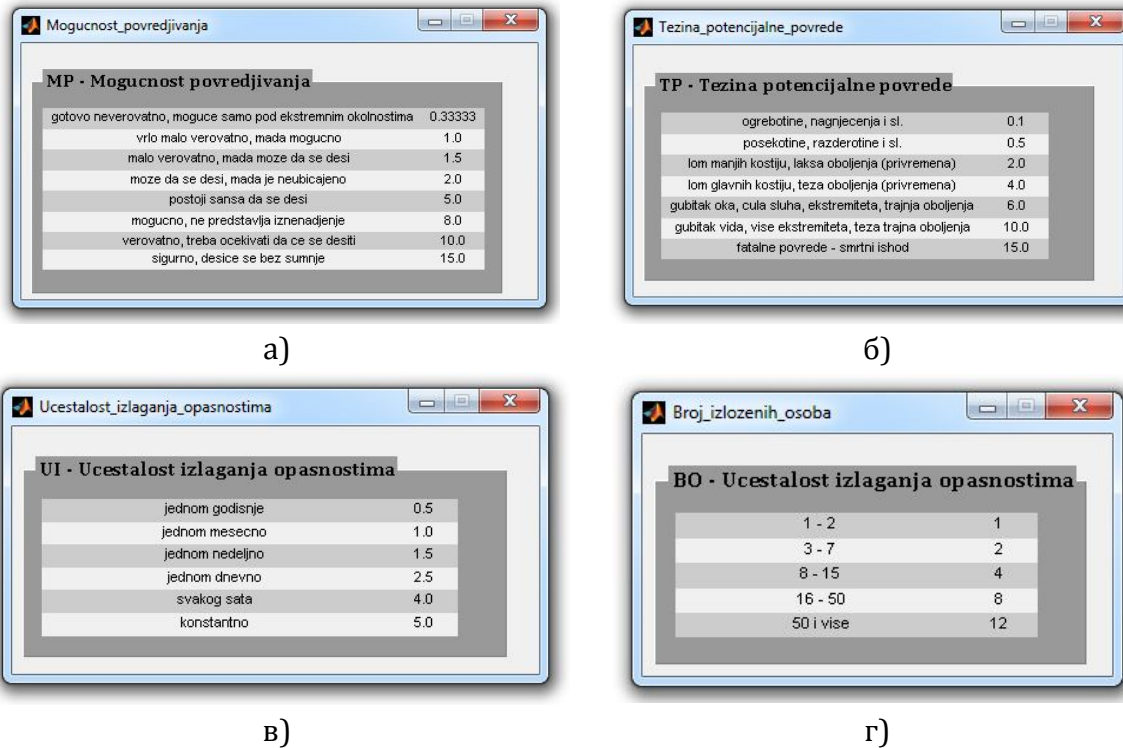 Mogucnost_povredjivanja
MP - Mogucnost povredjivanja
gotovo neverovatno, moguce samo pod ekstremnim okolnostima 0.33333
vrlo malo verovatno, mada mogucno 1.0
malo verovatno, mada moze da se desi 1.5
moze da se desi, mada je neubicajeno 2.0
postoji sansa da se desi 5.0
mogucno, ne predstavlja iznenadjenje 8.0
verovatno, treba ocekivati da ce se desiti 10.0
sigurno, desice se bez sumnje 15.0
а)
Tezina_potencijalne_povrede
TP - Tezina potencijalne povrede
ogrebotine, nagnjecenja i sl. 0.1
posekotine, razderotine i sl. 0.5
lom manjih kostiju, laksa oboljenja (privremena) 2.0
lom glavnih kostiju, teza oboljenja (privremena) 4.0
gubitak oka, cula sluha, ekstremiteta, trajnja oboljenja 6.0
gubitak vida, vise ekstremiteta, teza trajna oboljenja 10.0
fatalne povrede - smrtni ishod 15.0
б)
Ucestalost_izlaganja_opasnostima
UI - Ucestalost izlaganja opasnostima
jednom godisnje 0.5
jednom mesecno 1.0
jednom nedeljno 1.5
jednom dnevno 2.5
svakog sata 4.0
konstantno 5.0
в)
Broj_izlozenih_osoba
BO - Ucestalost izlaganja opasnostima
1 - 2 1
3 - 7 2
8 - 15 4
16 - 50 8
50 i vise 12
г)